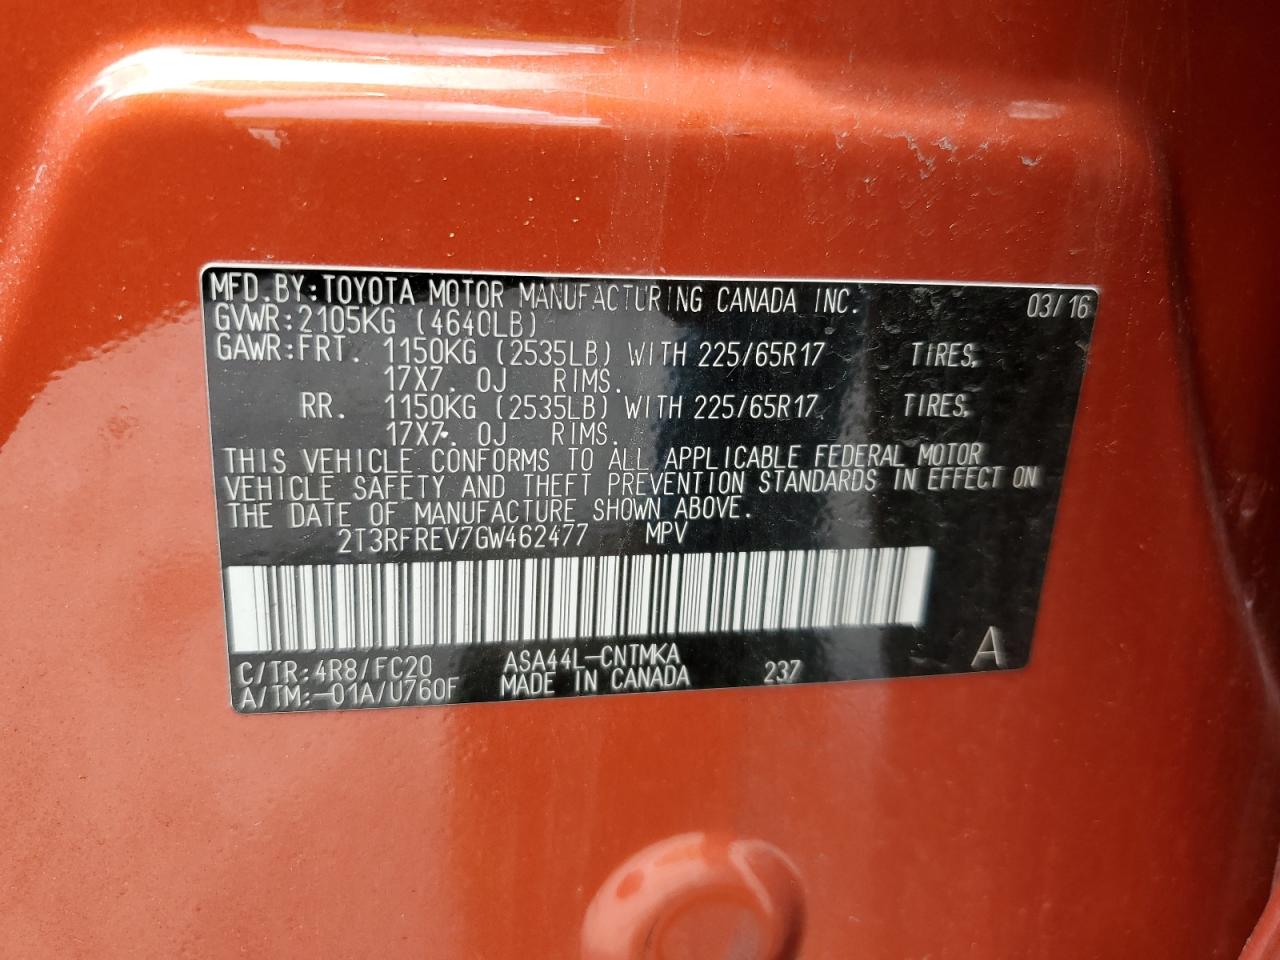 MFD.BY:TOYOTA MOTOR MANUFACTURING CANADA INC. 03/16
GVWR:2105KG (4640LB)
GAWR:FRT. 1150KG (2535LB) WITH 225/65R17 TIRES,
17X7. 0J RIMS.
RR. 1150KG (2535LB) WITH 225/65R17 TIRES,
17X7. 0J RIMS.
THIS VEHICLE CONFORMS TO ALL APPLICABLE FEDERAL MOTOR
VEHICLE SAFETY AND THEFT PREVENTION STANDARDS IN EFFECT ON
THE DATE OF MANUFACTURE SHOWN ABOVE.
2T3RFREV7GW462477 MPV
C/TR:4R8/FC20 ASA44L-CNTMKA 237 A
A/TM:-01A/U760F MADE IN CANADA